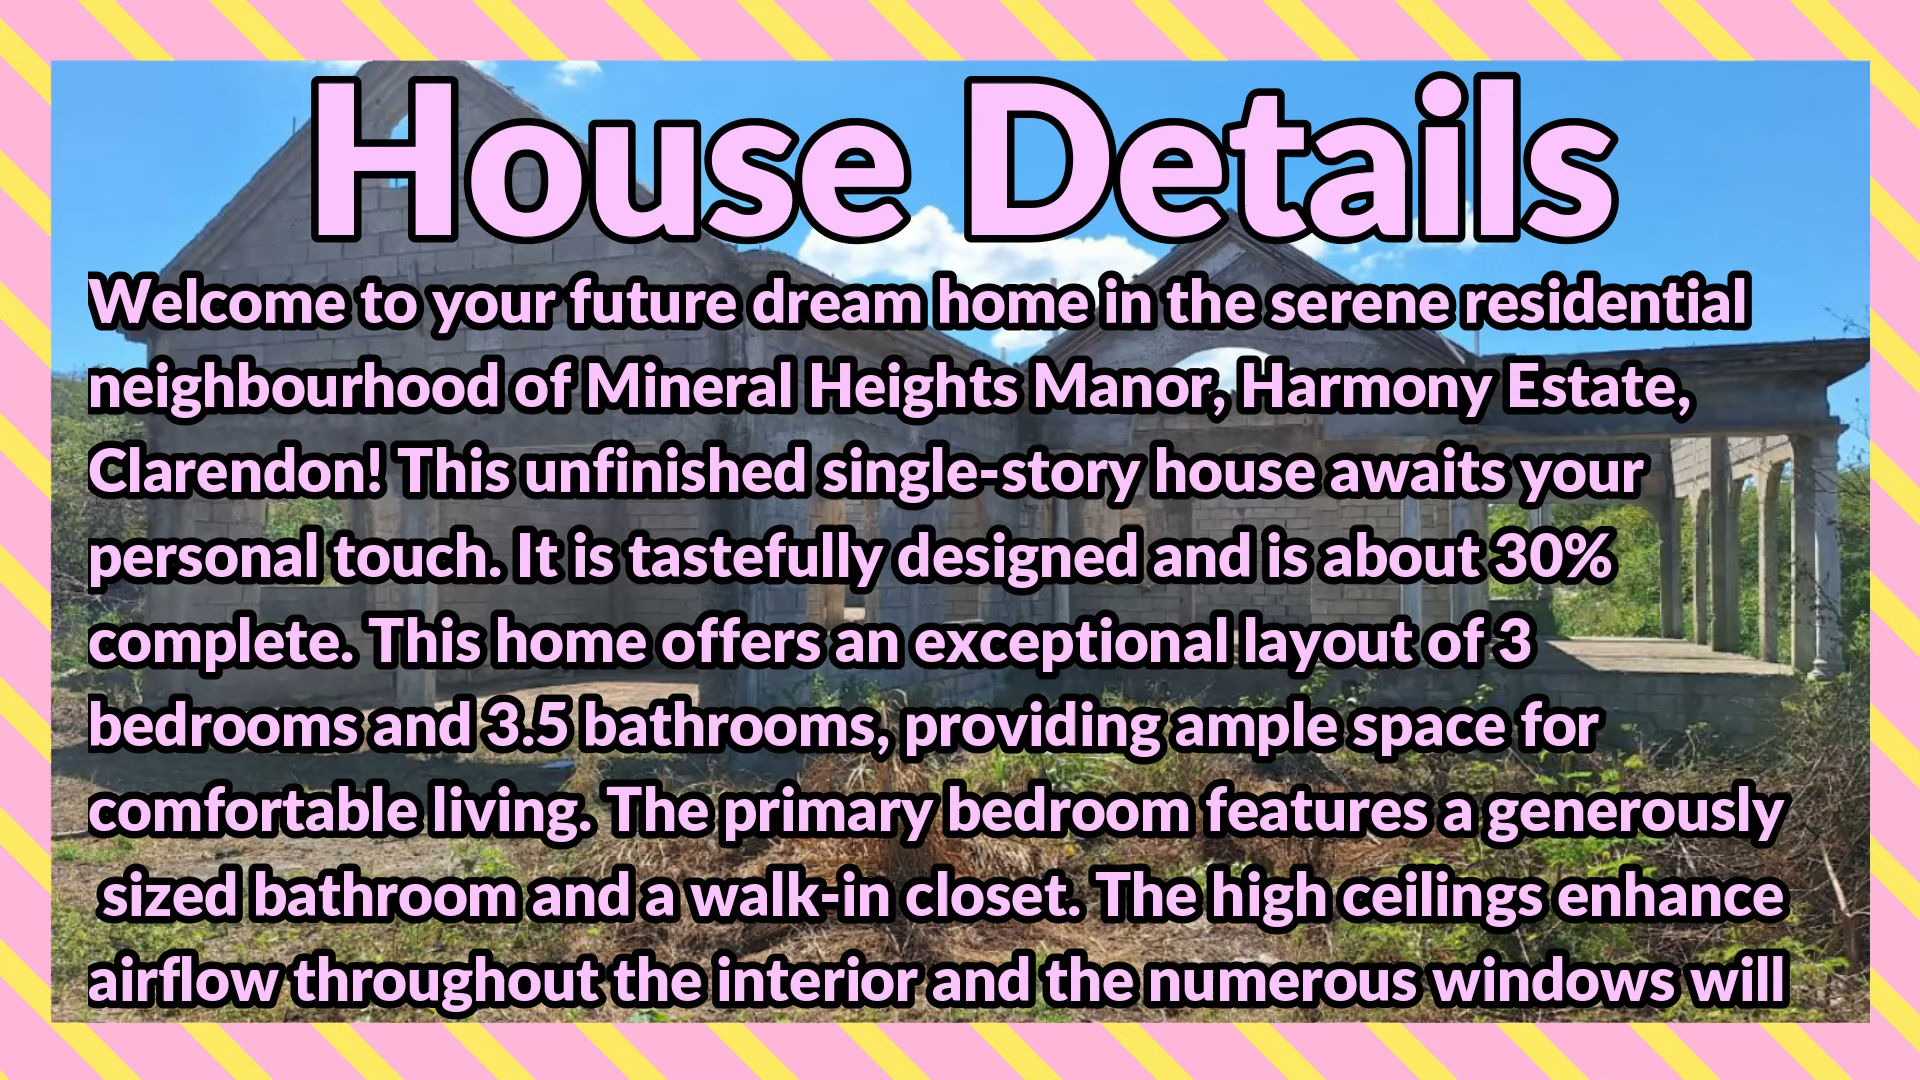 House Details
Welcome to your future dream home in the serene residential
neighbourhood of Mineral Heights Manor, Harmony Estate,
Clarendon! This unfinished single-story house awaits your
personal touch. It is tastefully designed and is about 30%
complete. This home offers an exceptional layout of 3
bedrooms and 3.5 bathrooms, providing ample space for
comfortable living. The primary bedroom features a generously
sized bathroom and a walk-in closet. The high ceilings enhance
airflow throughout the interior and the numerous windows will